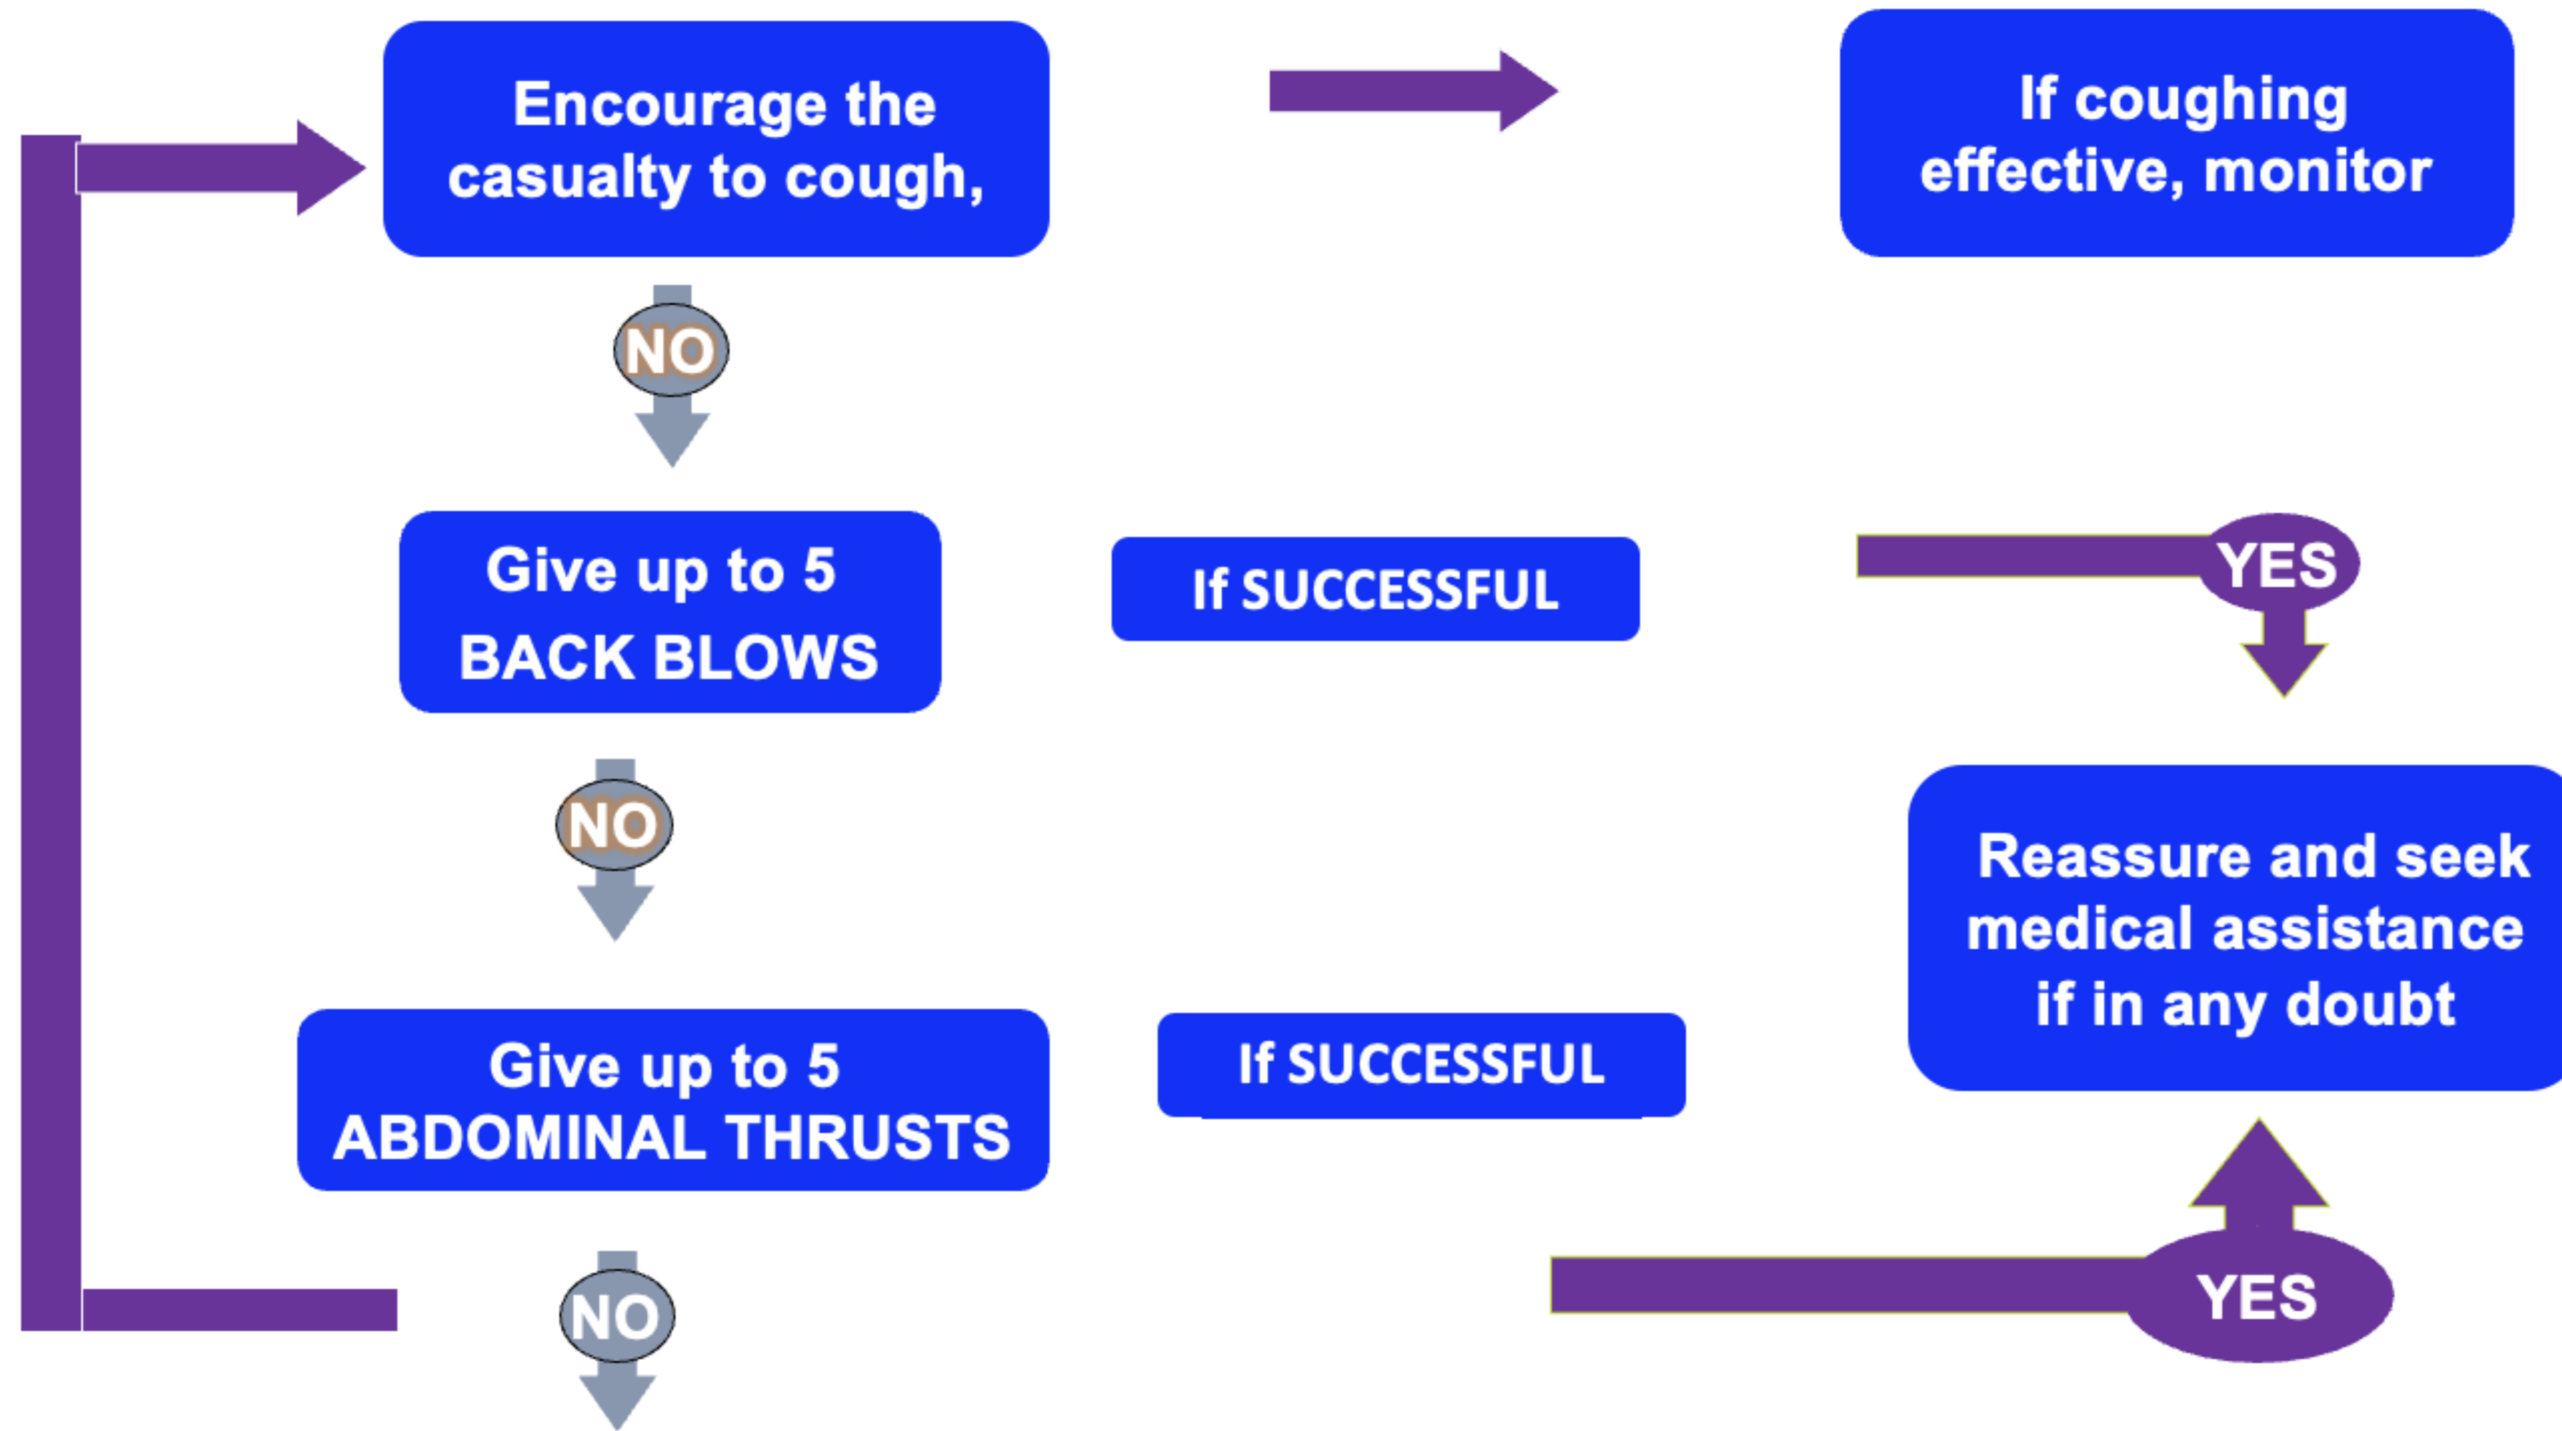 Encourage the
casualty to cough,
If coughing
effective, monitor
NO
Give up to 5
BACK BLOWS
If SUCCESSFUL
YES
NO
Reassure and seek
medical assistance
if in any doubt
Give up to 5
ABDOMINAL THRUSTS
If SUCCESSFUL
NO
YES